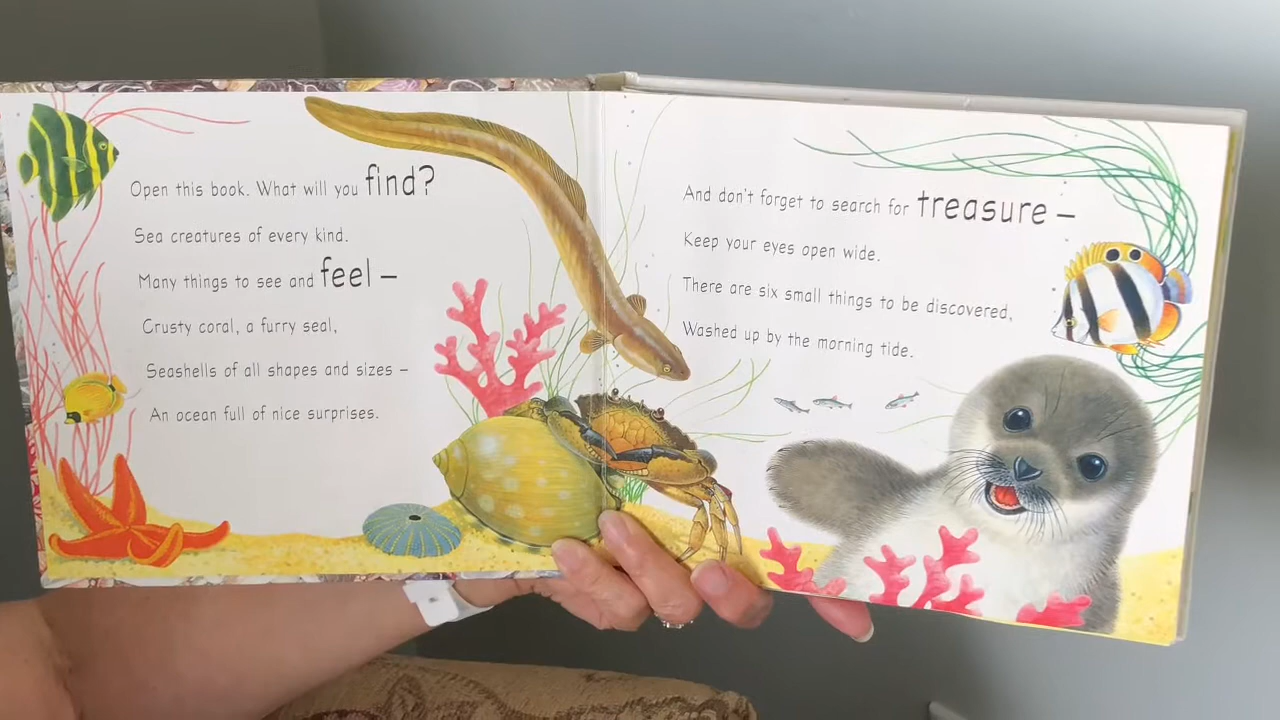 Open this book. What will you find?
Sea creatures of every kind.
Many things to see and feel –
Crusty coral, a furry seal,
Seashells of all shapes and sizes –
An ocean full of nice surprises.
And don't forget to search for treasure –
Keep your eyes open wide.
There are six small things to be discovered,
Washed up by the morning tide.